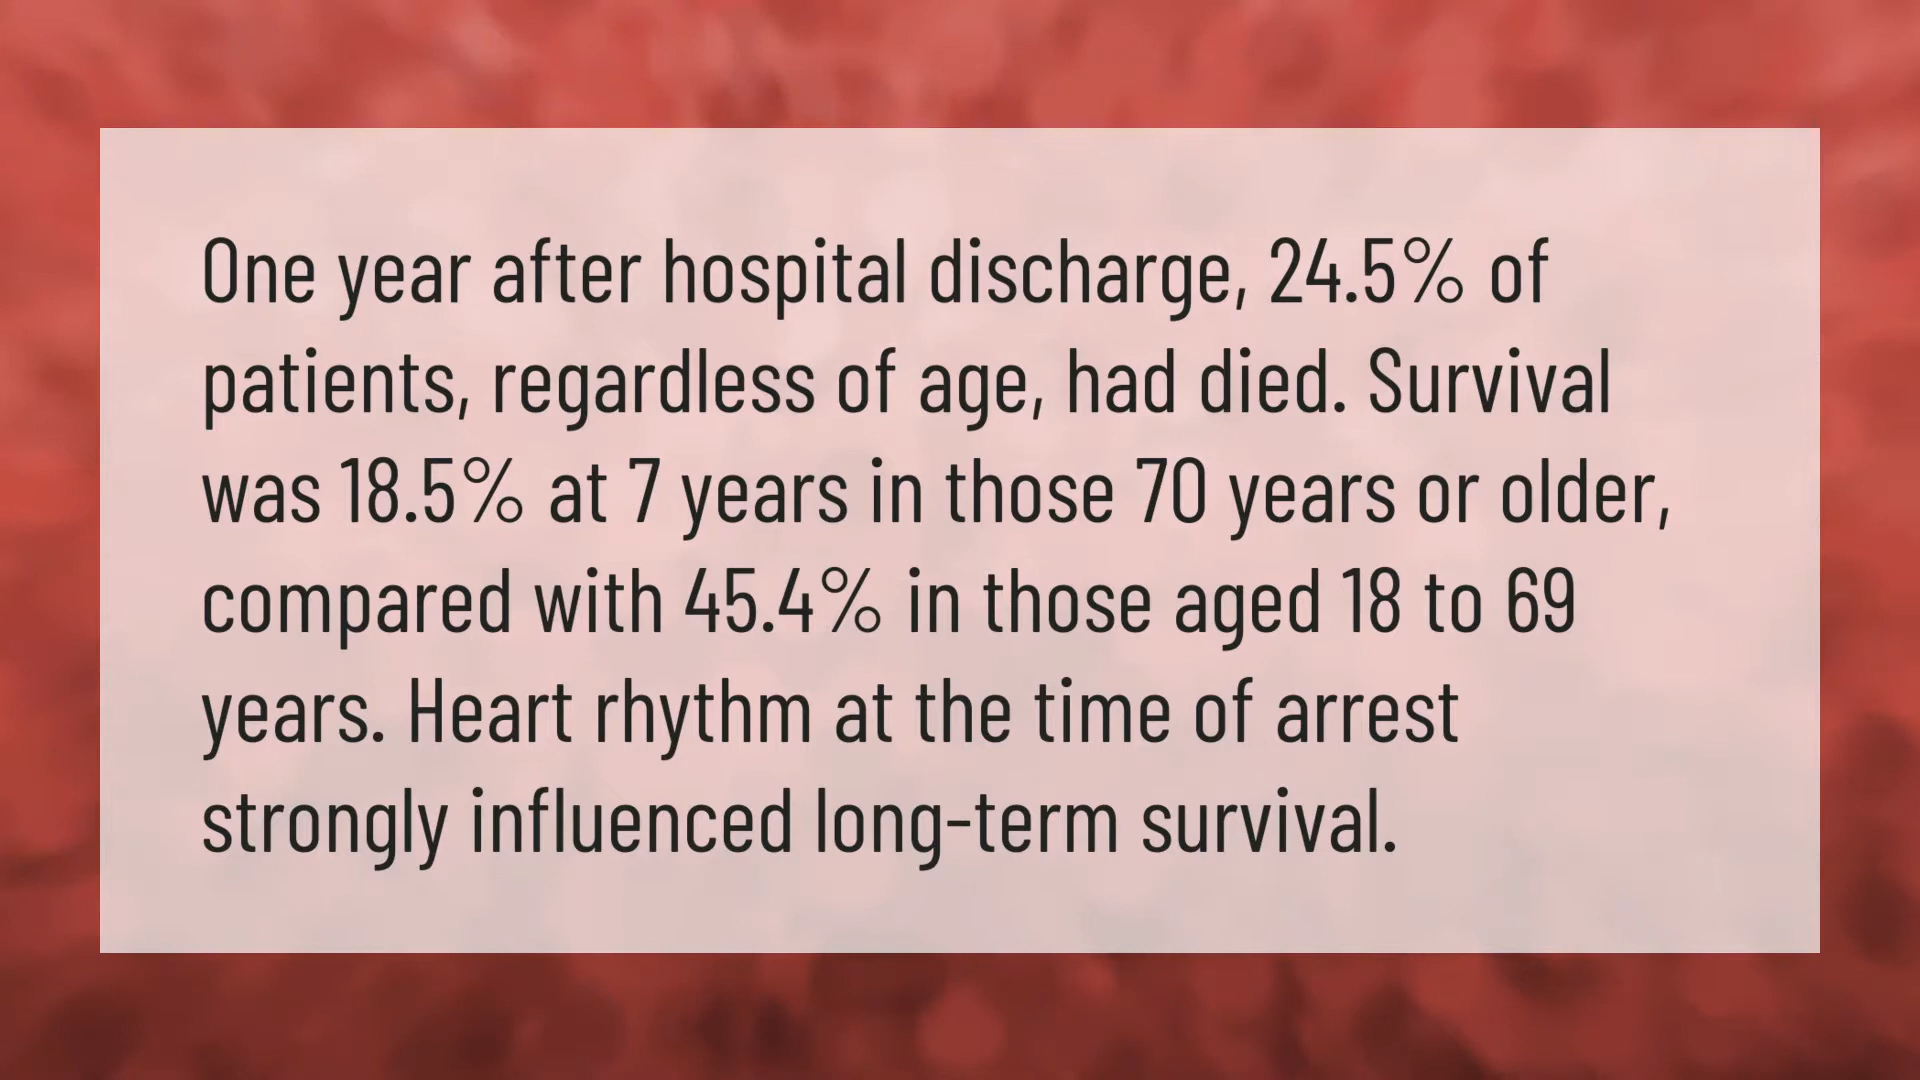 One year after hospital discharge, 24.5% of
patients, regardless of age, had died. Survival
was 18.5% at 7 years in those 70 years or older,
compared with 45.4% in those aged 18 to 69
years. Heart rhythm at the time of arrest
strongly influenced long-term survival.